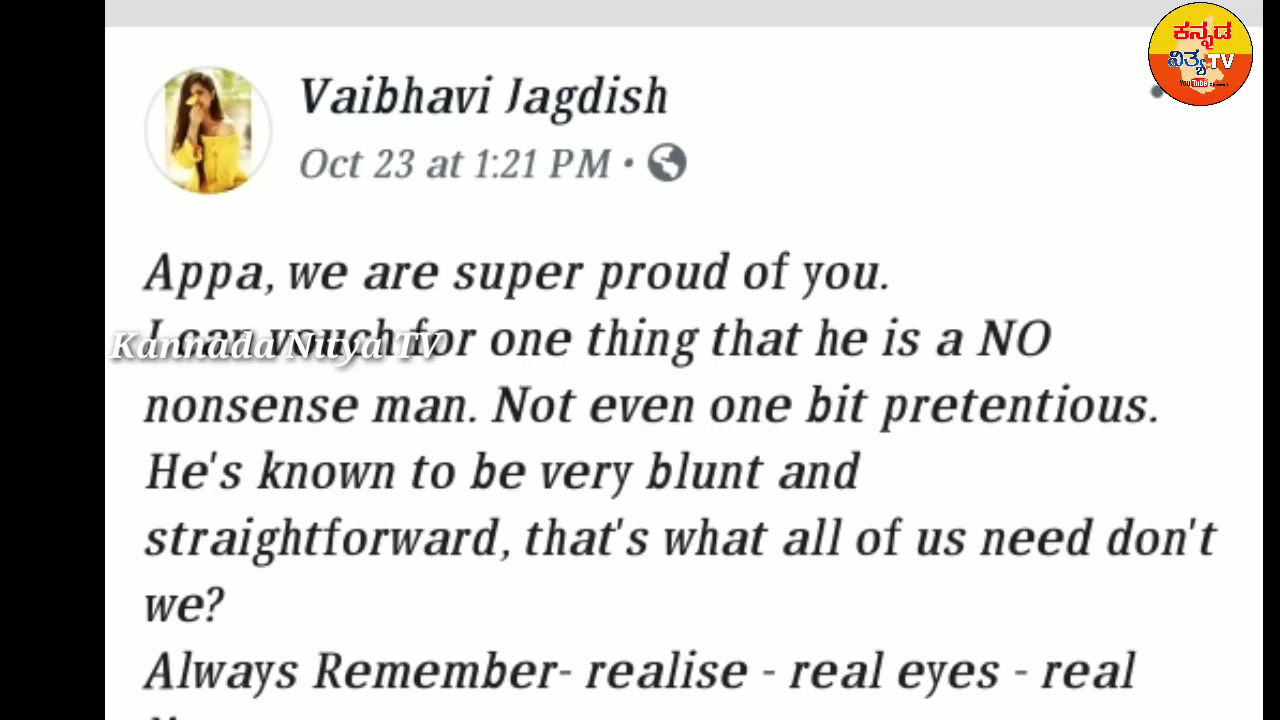 ಕನ್ನಡ
ನಿತ್ಯ TV
YouTube
Vaibhavi Jagdish
Oct 23 at 1:21 PM •
Appa, we are super proud of you.
I can vouch for one thing that he is a NO
Kannada Nitya TV
nonsense man. Not even one bit pretentious.
He's known to be very blunt and
straightforward, that's what all of us need don't
we?
Always Remember- realise - real eyes - real